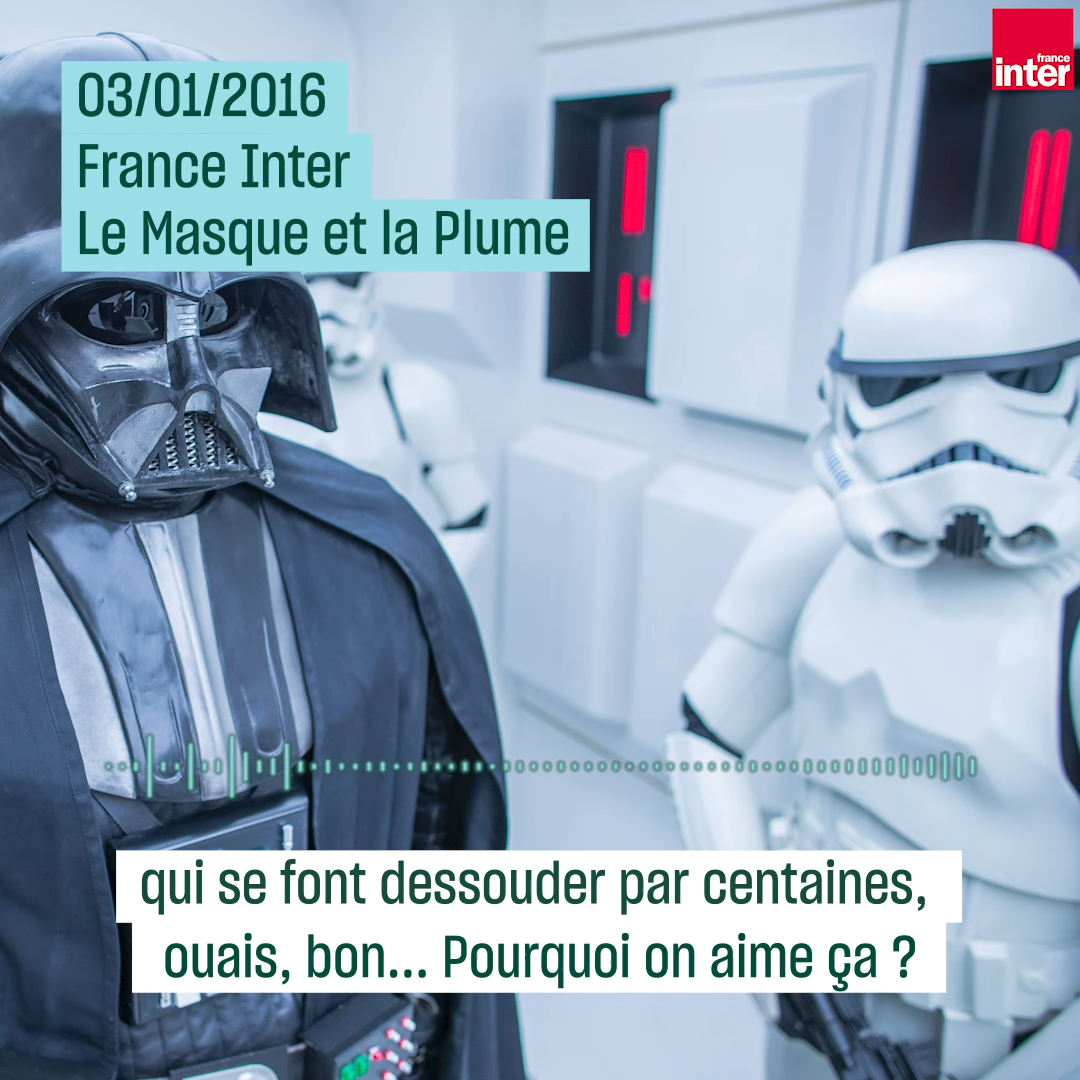 03/01/2016
France Inter
Le Masque et la Plume
france
inter
qui se font dessouder par centaines,
ouais, bon... Pourquoi on aime ça ?